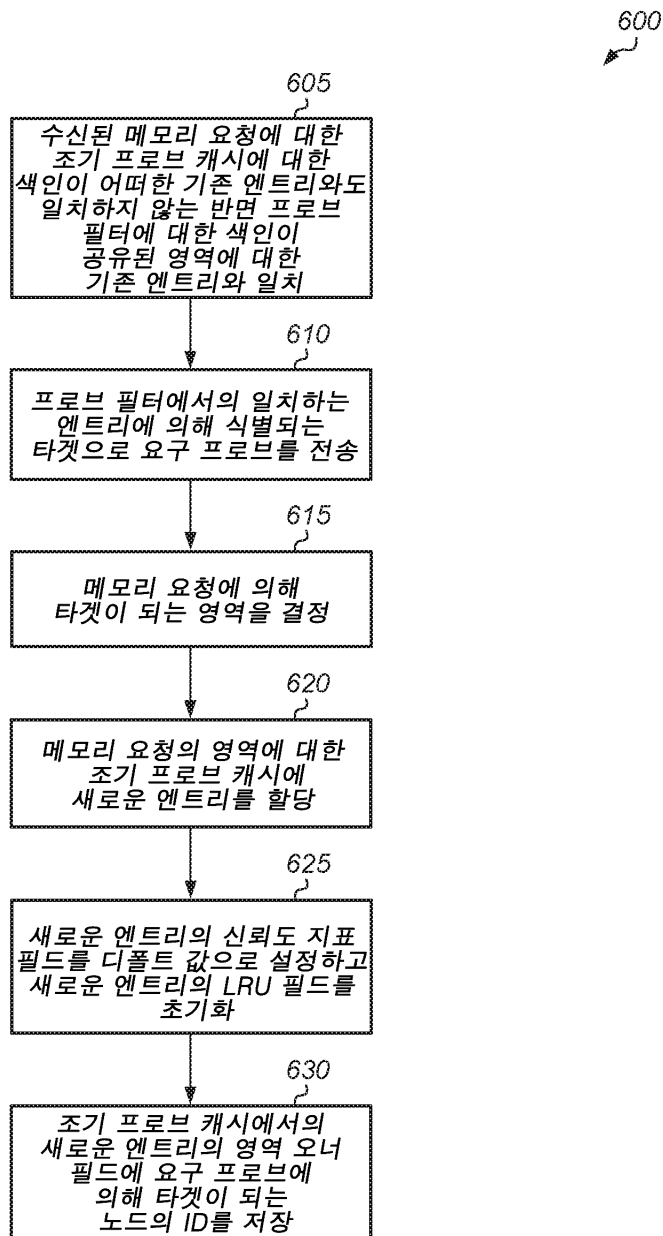 600
605
수신된 메모리 요청에 대한
조기 프로브 캐시에 대한
색인이 어떠한 기존 엔트리와도
일치하지 않는 반면 프로브
필터에 대한 색인이
공유된 영역에 대한
기존 엔트리와 일치
610
프로브 필터에서의 일치하는
엔트리에 의해 식별되는
타겟으로 요구 프로브를 전송
615
메모리 요청에 의해
타겟이 되는 영역을 결정
620
메모리 요청의 영역에 대한
조기 프로브 캐시에
새로운 엔트리를 할당
625
새로운 엔트리의 신뢰도 지표
필드를 디폴트 값으로 설정하고
새로운 엔트리의 LRU 필드를
초기화
630
조기 프로브 캐시에서의
새로운 엔트리의 영역 오너
필드에 요구 프로브에
의해 타겟이 되는
노드의 ID를 저장